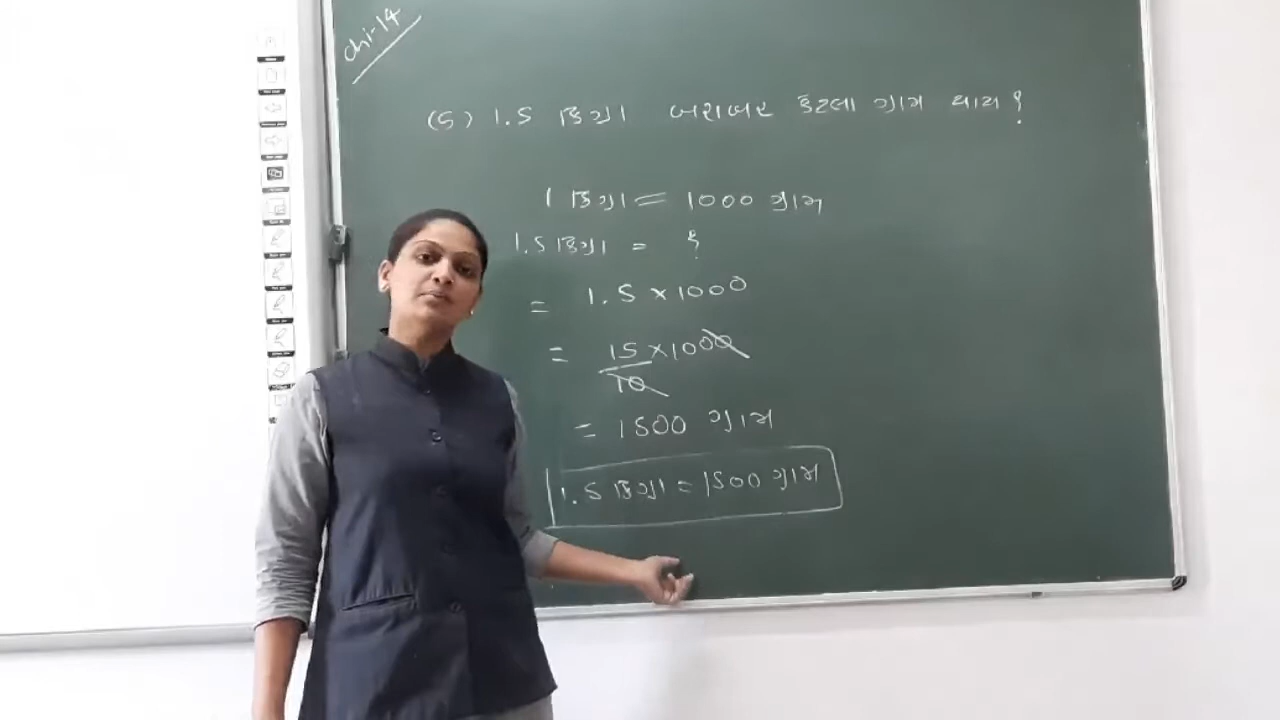 Chi-14
(5) 1.5 કિગ્રા બરાબર કેટલા ગ્રામ થાય ?
1 કિગ્રા = 1000 ગ્રામ
1.5 કિગ્રા = ?
= 1.5 × 1000
= 15/10 × 1000
= 1500 ગ્રામ
1.5 કિગ્રા = 1500 ગ્રામ